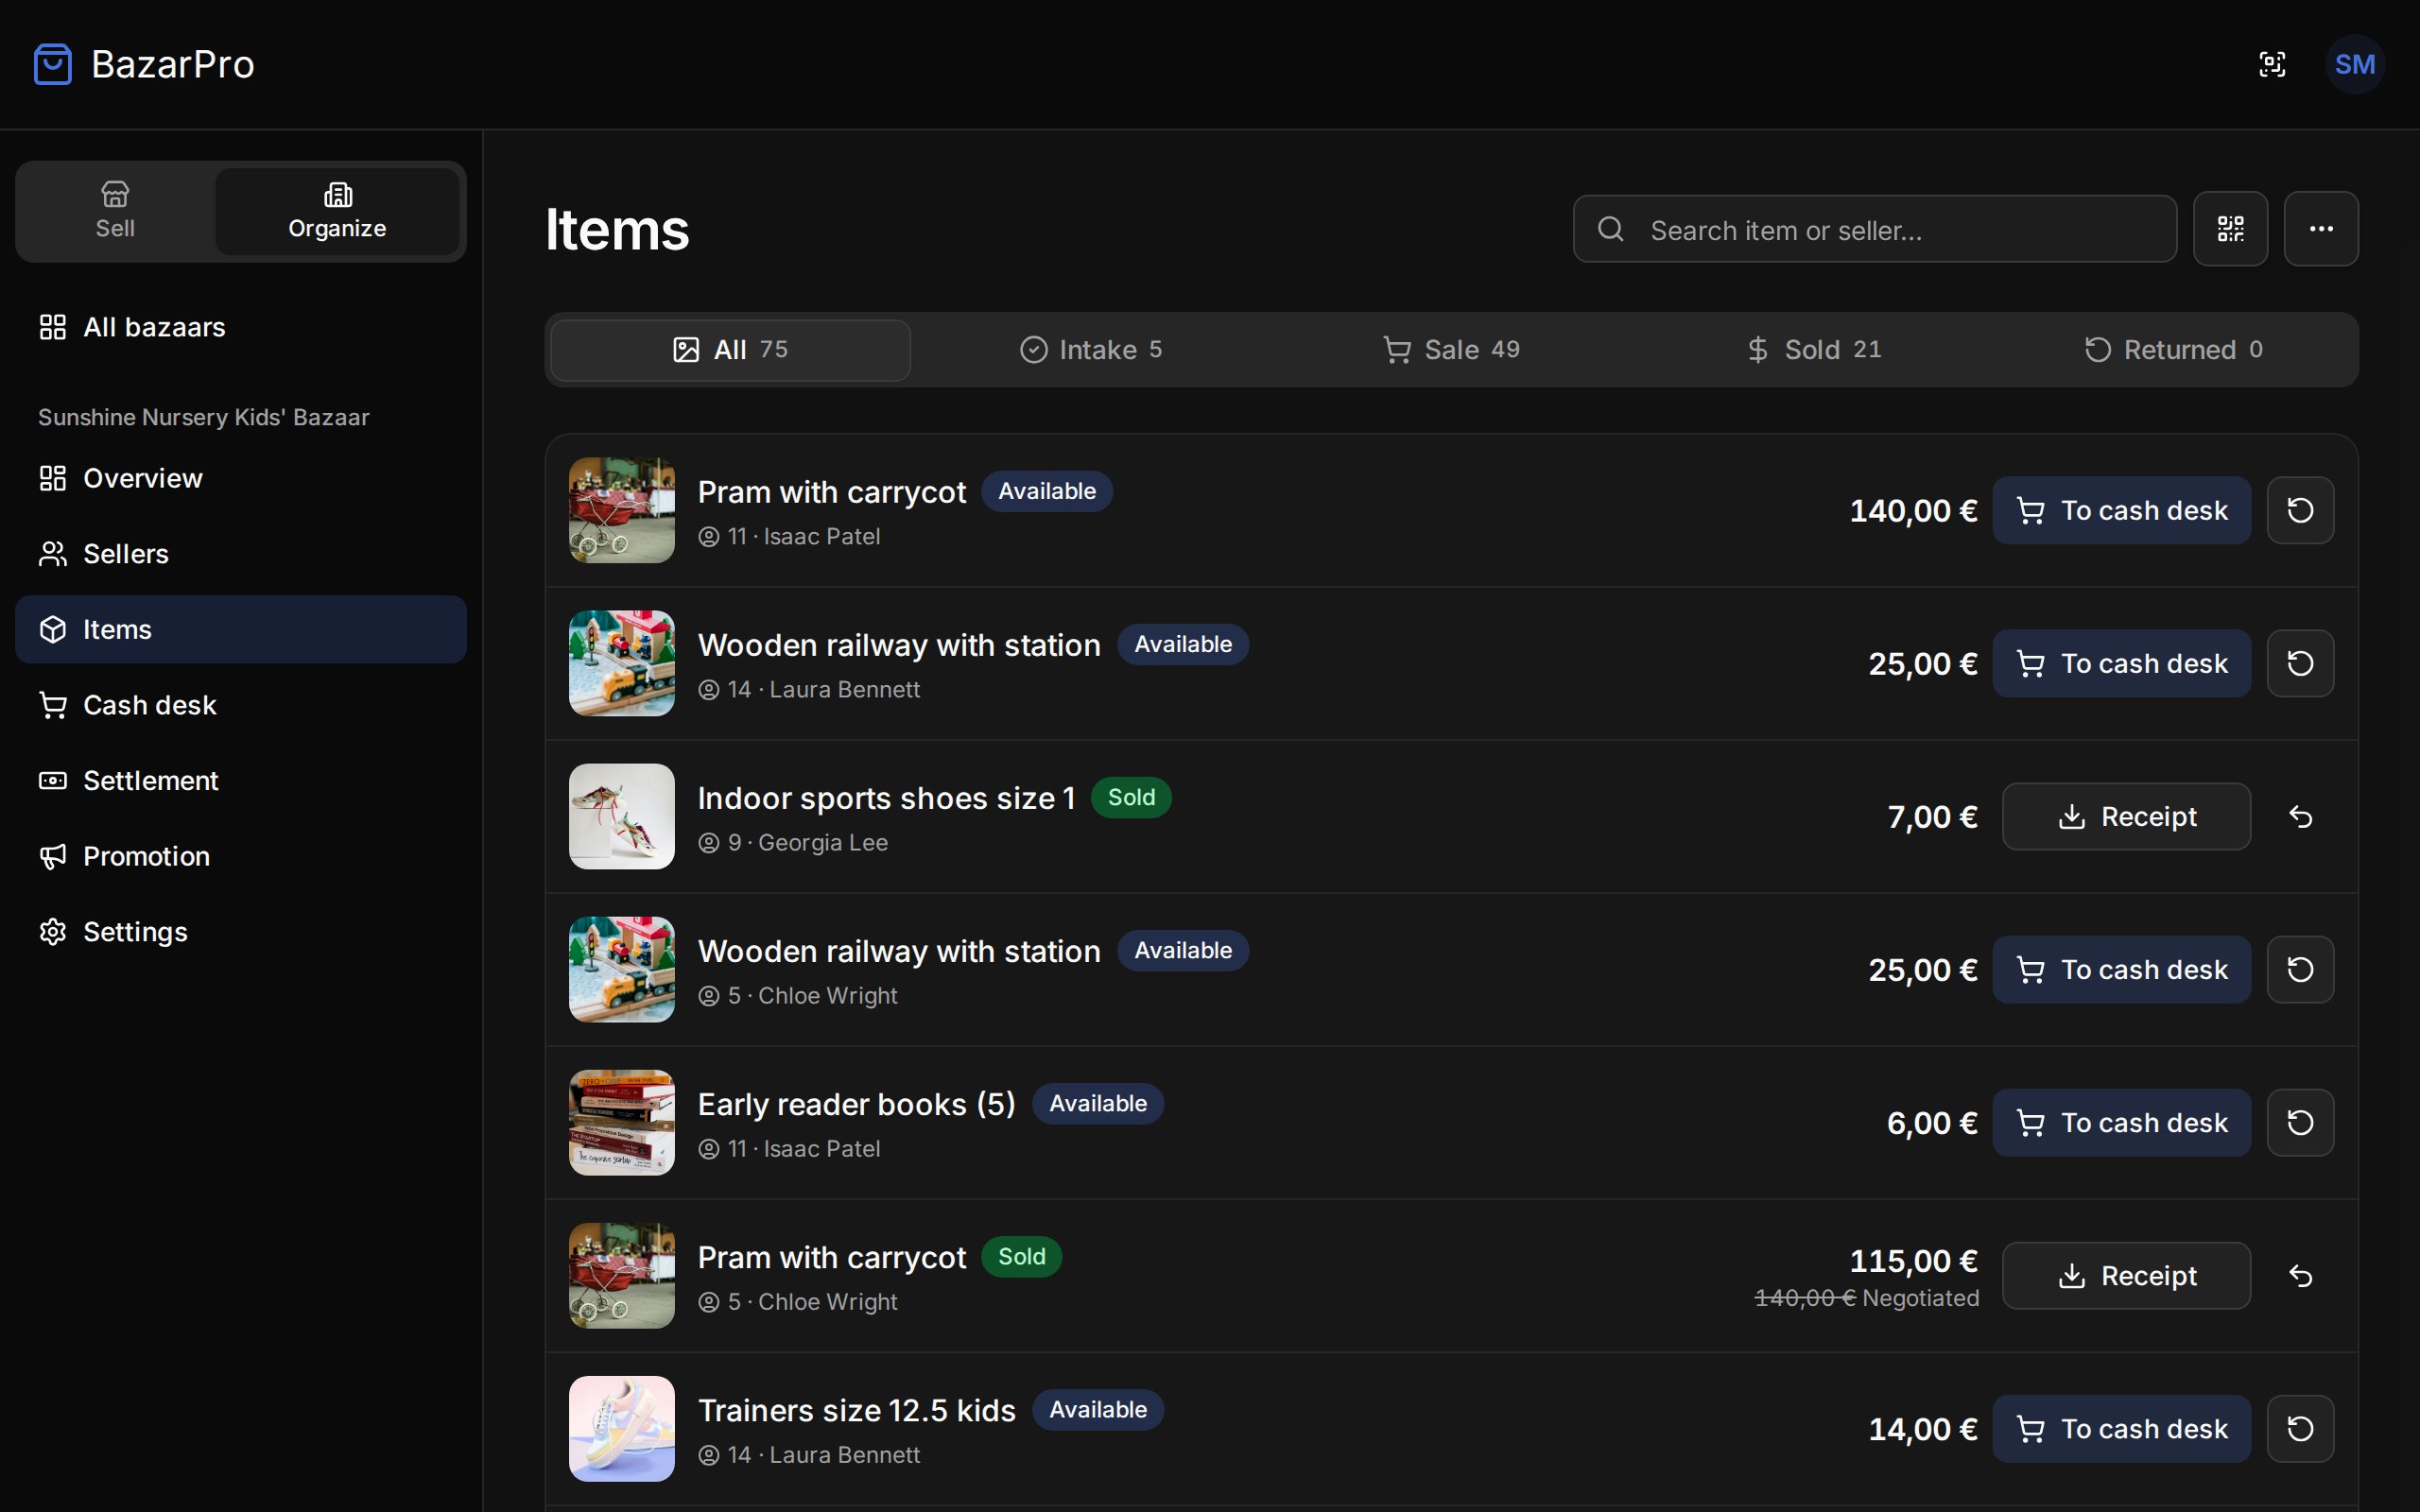 BazarPro
SM
Sell
Organize
All bazaars
Sunshine Nursery Kids' Bazaar
Overview
Sellers
Items
Cash desk
Settlement
Promotion
Settings
Items
Search item or seller...
All 75
Intake 5
Sale 49
Sold 21
Returned 0
Pram with carrycot Available
11 · Isaac Patel
140,00 €
To cash desk
Wooden railway with station Available
14 · Laura Bennett
25,00 €
To cash desk
Indoor sports shoes size 1 Sold
9 · Georgia Lee
7,00 €
Receipt
Wooden railway with station Available
5 · Chloe Wright
25,00 €
To cash desk
Early reader books (5) Available
11 · Isaac Patel
6,00 €
To cash desk
Pram with carrycot Sold
5 · Chloe Wright
115,00 €
140,00 € Negotiated
Receipt
Trainers size 12.5 kids Available
14 · Laura Bennett
14,00 €
To cash desk